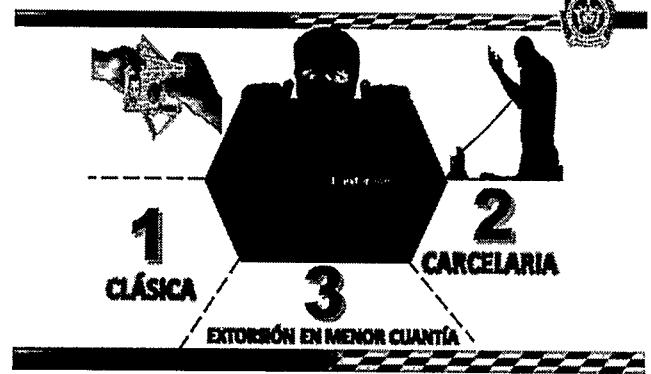 1
CLÁSICA
2
CARCELARIA
3
EXTORSIÓN EN MENOR CUANTÍA